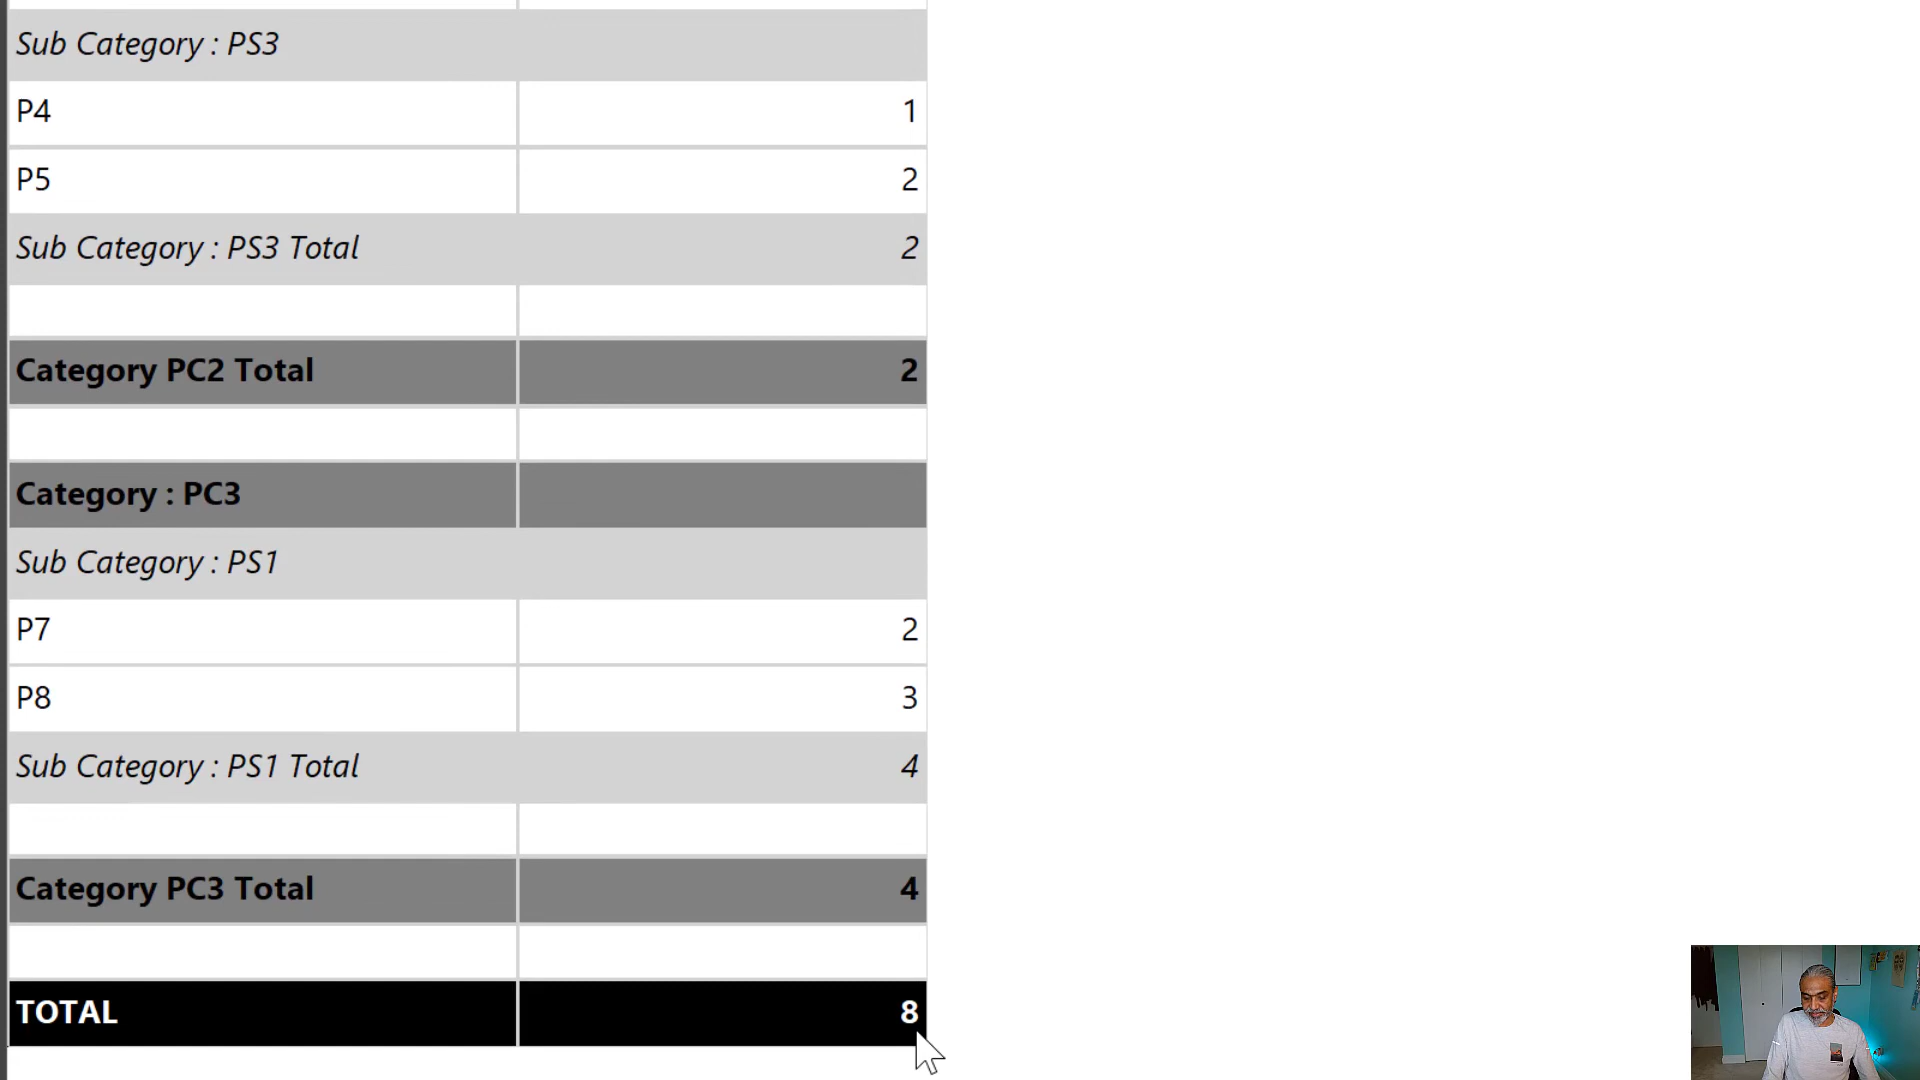 Sub Category : PS3
P4 1
P5 2
Sub Category : PS3 Total 2
Category PC2 Total 2
Category : PC3
Sub Category : PS1
P7 2
P8 3
Sub Category : PS1 Total 4
Category PC3 Total 4
TOTAL 8